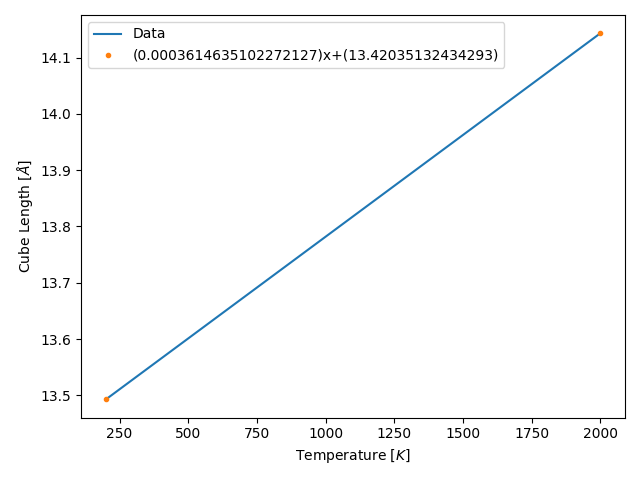 Data
(0.0003614635102272127)x+(13.42035132434293)
14.1
14.0
13.9
13.8
13.7
13.6
13.5
Cube Length [Å]
250 500 750 1000 1250 1500 1750 2000
Temperature [K]